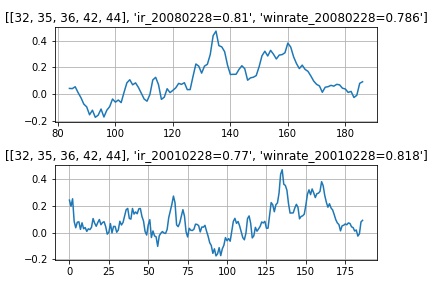 [[32, 35, 36, 42, 44], 'ir_20080228=0.81', 'winrate_20080228=0.786']
0.4
0.2
0.0
−0.2
80 100 120 140 160 180
[[32, 35, 36, 42, 44], 'ir_20010228=0.77', 'winrate_20010228=0.818']
0.4
0.2
0.0
−0.2
0 25 50 75 100 125 150 175